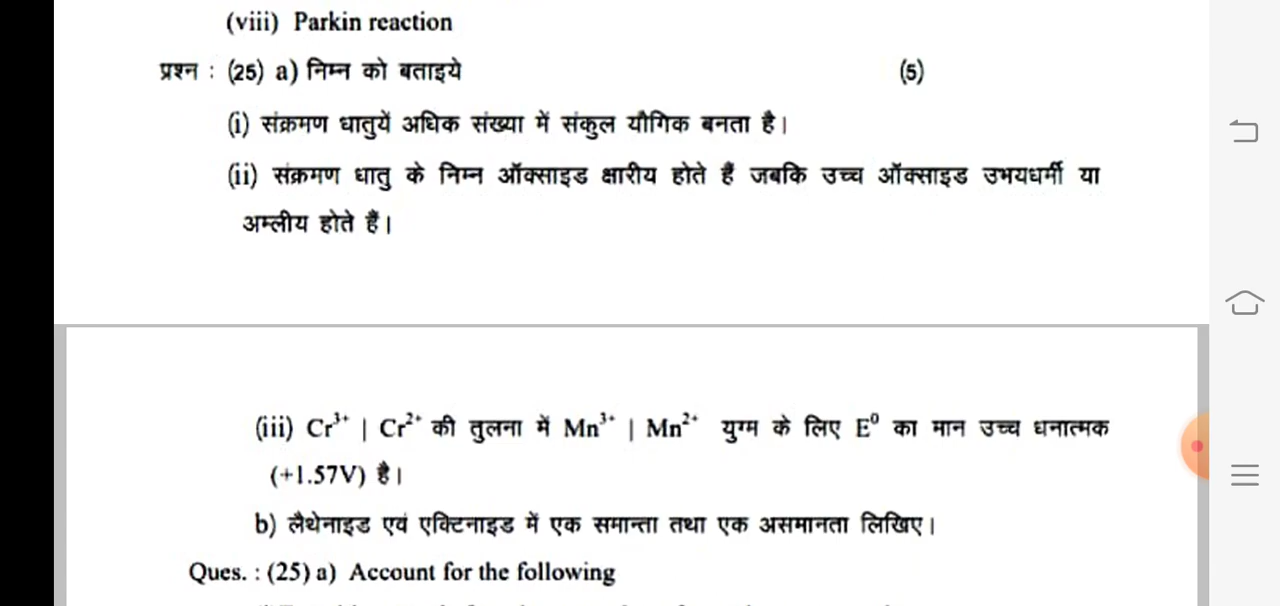 (viii) Parkin reaction
प्रश्न : (25) a) निम्न को बताइये (5)
(i) संक्रमण धातुयें अधिक संख्या में संकुल यौगिक बनता है।
(ii) संक्रमण धातु के निम्न ऑक्साइड क्षारीय होते हैं जबकि उच्च ऑक्साइड उभयधर्मी या
अम्लीय होते हैं।
(iii) Cr³⁺ | Cr²⁺ की तुलना में Mn³⁺ | Mn²⁺ युग्म के लिए E⁰ का मान उच्च धनात्मक
(+1.57V) है।
b) लैथेनाइड एवं एक्टिनाइड में एक समान्ता तथा एक असमानता लिखिए।
Ques. : (25) a) Account for the following